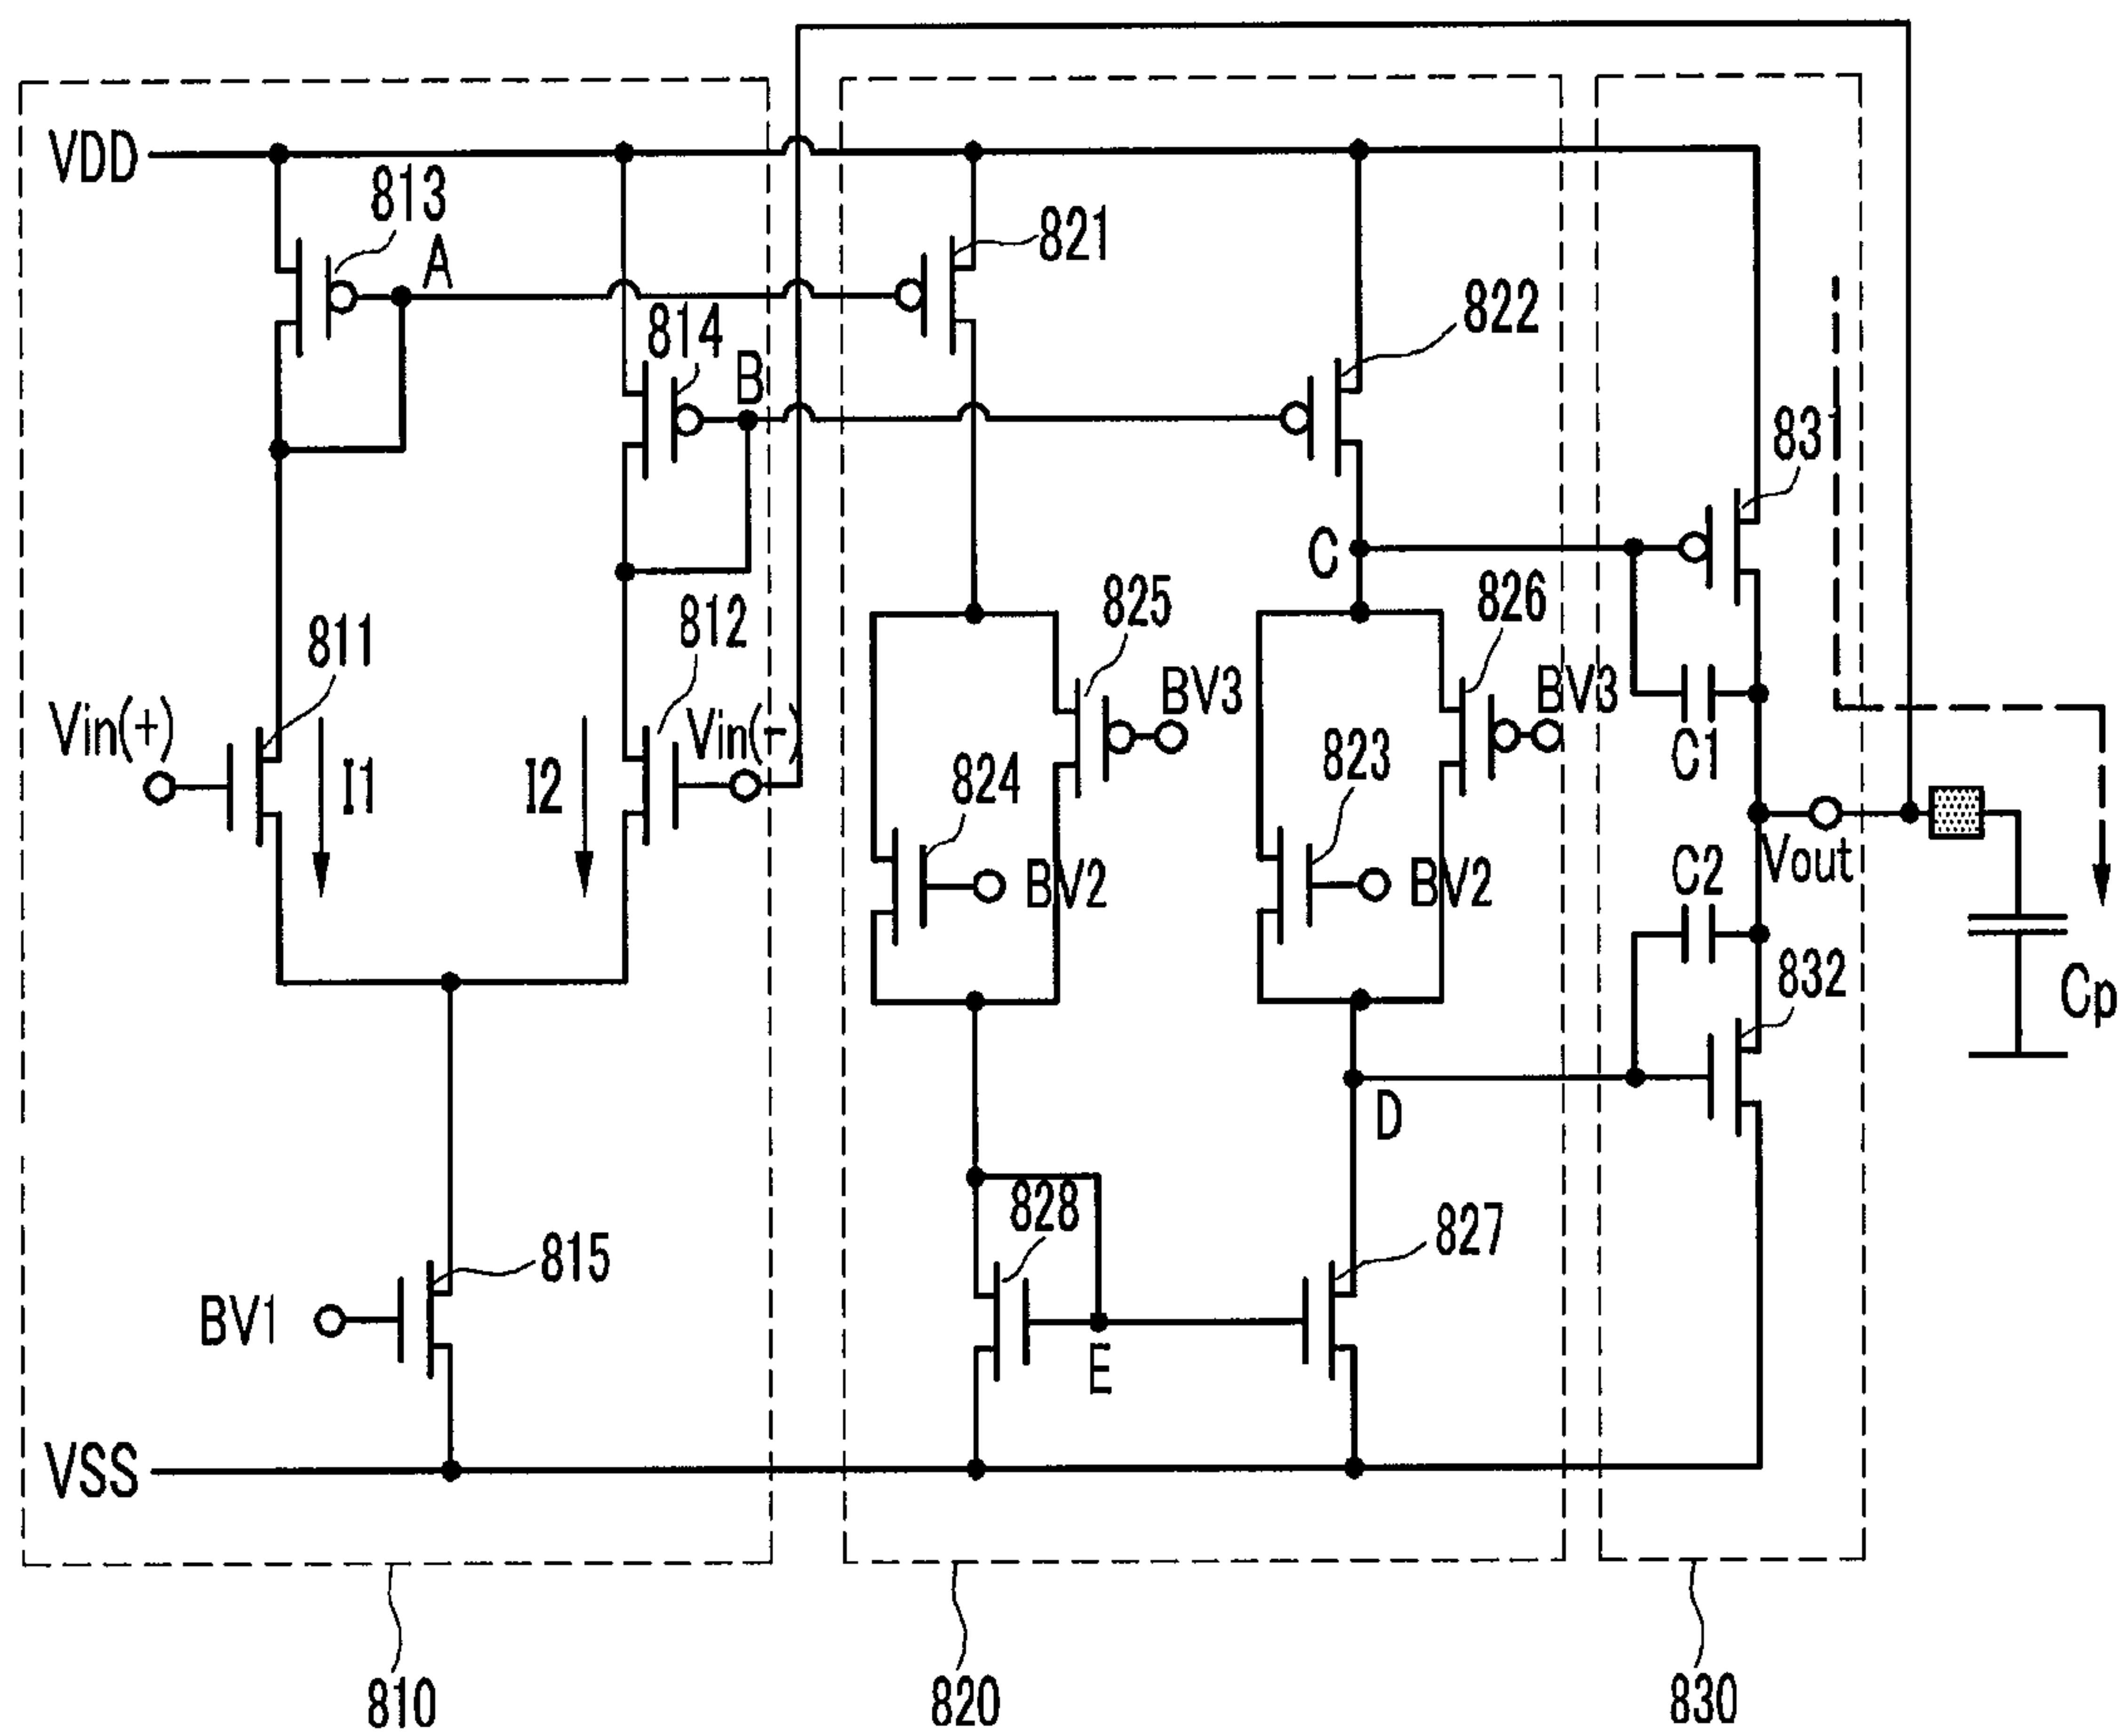 VDD
813
A
821
814
B
822
831
C
825
826
811
812
BV3
BV3
Vin(+)
Vin(-)
I1
I2
824
823
C1
BV2
BV2
C2
Vout
832
Cp
D
828
827
815
BV1
E
VSS
810
820
830